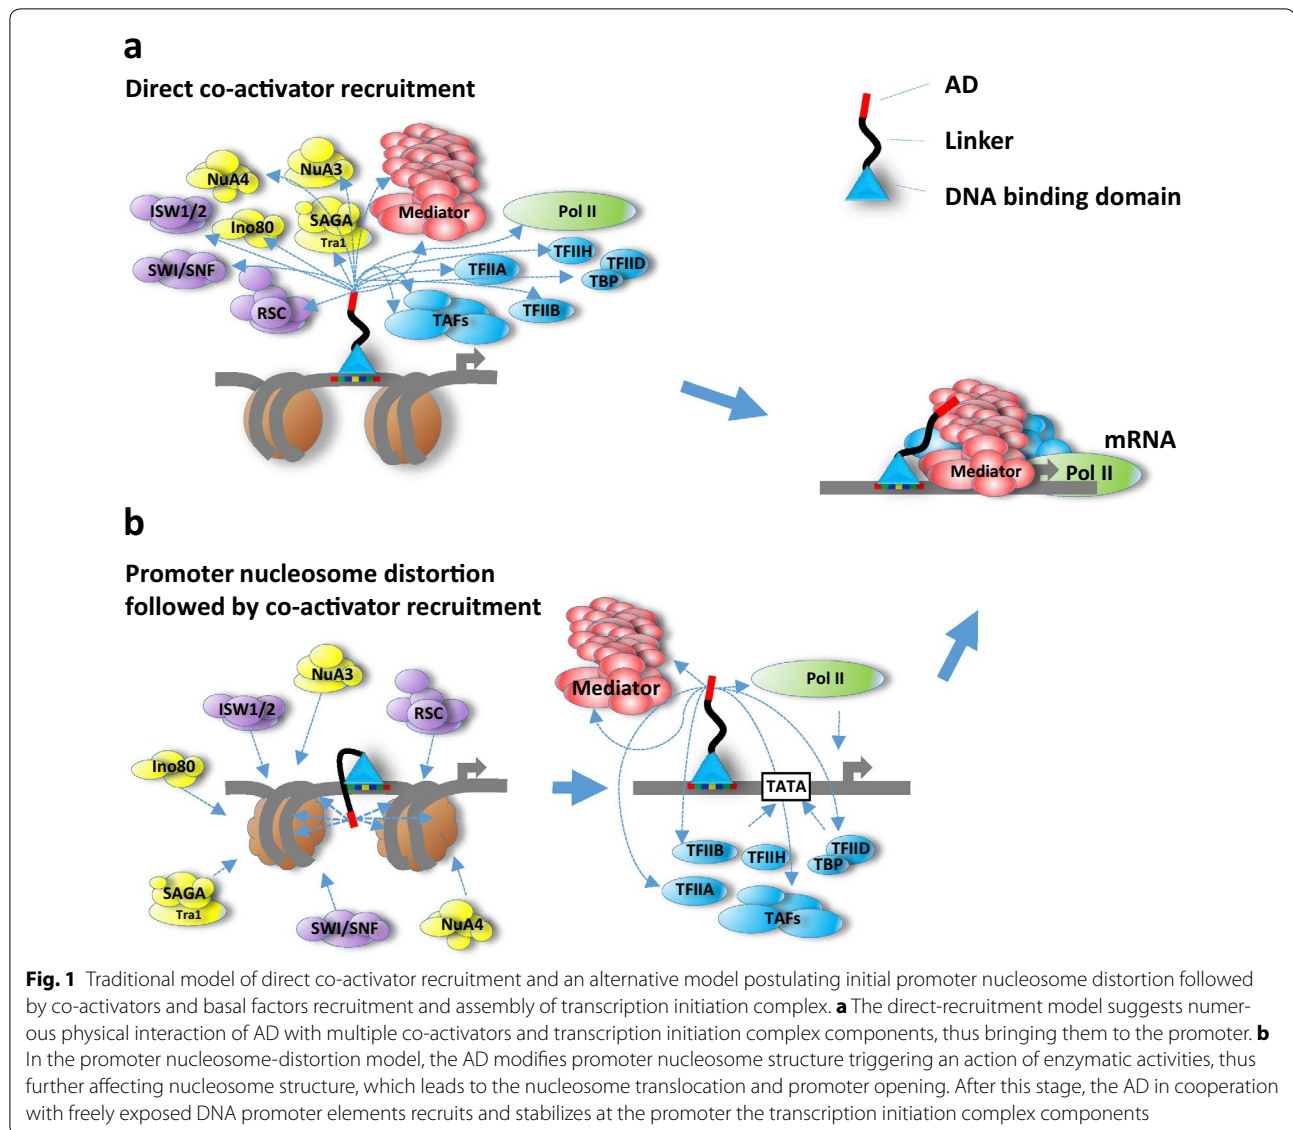 a
Direct co-activator recruitment
AD
Linker
DNA binding domain
NuA4
NuA3
ISW1/2
Ino80
SAGA
Tra1
Mediator
Pol II
SWI/SNF
RSC
TFIIA
TFIIH
TFIID
TBP
TFIIB
TAFs
mRNA
Mediator
Pol II
b
Promoter nucleosome distortion
followed by co-activator recruitment
NuA3
ISW1/2
RSC
Ino80
SAGA
Tra1
SWI/SNF
NuA4
Mediator
Pol II
TATA
TFIIB
TFIIH
TFIID
TBP
TFIIA
TAFs
Fig. 1 Traditional model of direct co-activator recruitment and an alternative model postulating initial promoter nucleosome distortion followed
by co-activators and basal factors recruitment and assembly of transcription initiation complex. a The direct-recruitment model suggests numer-
ous physical interaction of AD with multiple co-activators and transcription initiation complex components, thus bringing them to the promoter. b
In the promoter nucleosome-distortion model, the AD modifies promoter nucleosome structure triggering an action of enzymatic activities, thus
further affecting nucleosome structure, which leads to the nucleosome translocation and promoter opening. After this stage, the AD in cooperation
with freely exposed DNA promoter elements recruits and stabilizes at the promoter the transcription initiation complex components